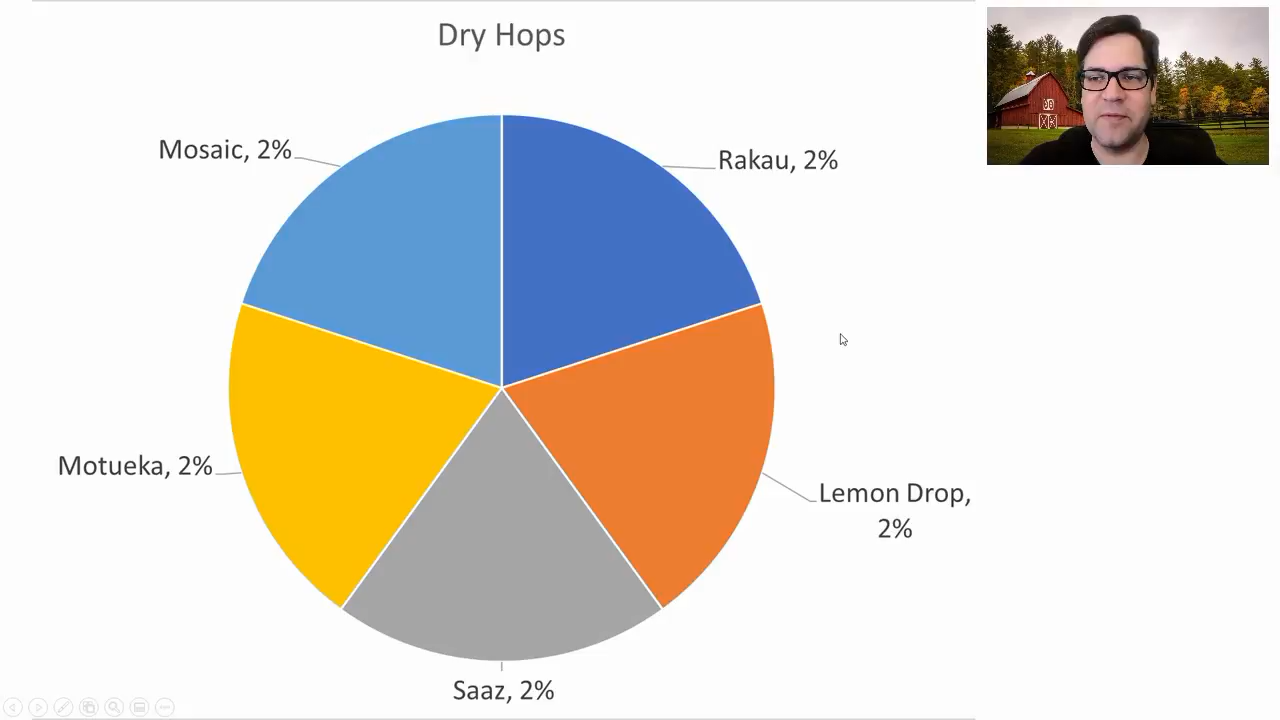 Dry Hops
Mosaic, 2%
Rakau, 2%
Motueka, 2%
Lemon Drop,
2%
Saaz, 2%